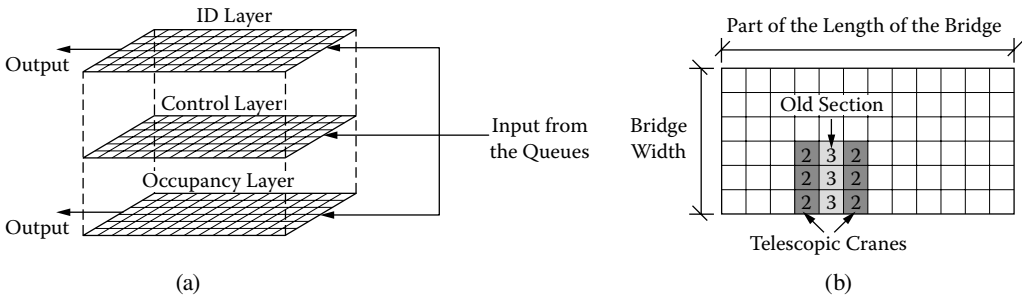 ID Layer
Output
Control Layer
Input from
the Queues
Occupancy Layer
Output
(a)
Part of the Length of the Bridge
Old Section
Bridge
Width
2 3 2
2 3 2
2 3 2
Telescopic Cranes
(b)